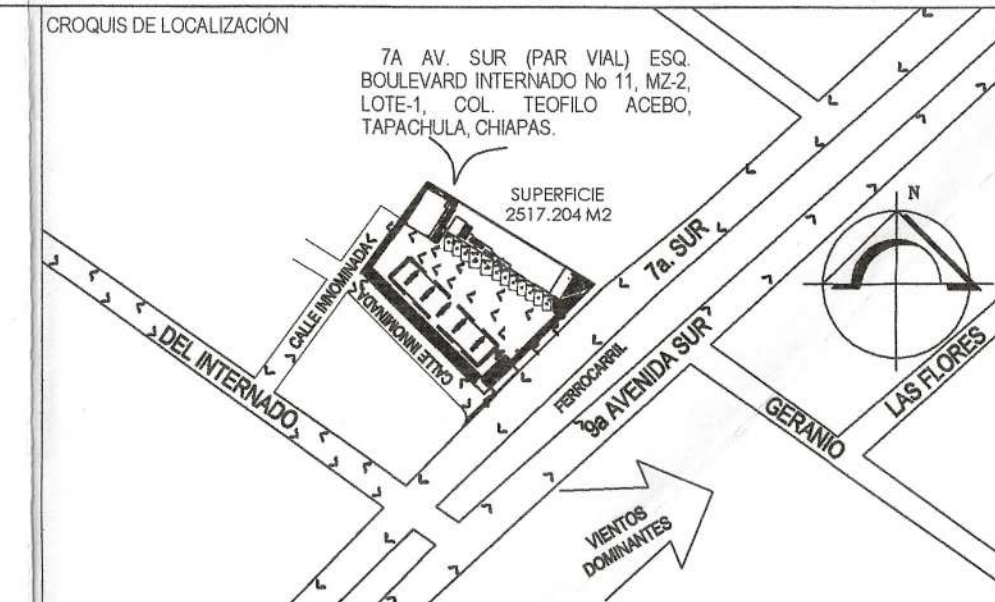 CROQUIS DE LOCALIZACIÓN
7A AV. SUR (PAR VIAL) ESQ.
BOULEVARD INTERNADO No 11, MZ-2,
LOTE-1, COL. TEOFILO ACEBO,
TAPACHULA, CHIAPAS.
SUPERFICIE
2517.204 M2
N
7a. SUR
CALLE INNOMINADA
CALLE INNOMINADA
DEL INTERNADO
FERROCARRIL
9a AVENIDA SUR
GERANIO
LAS FLORES
VIENTOS
DOMINANTES